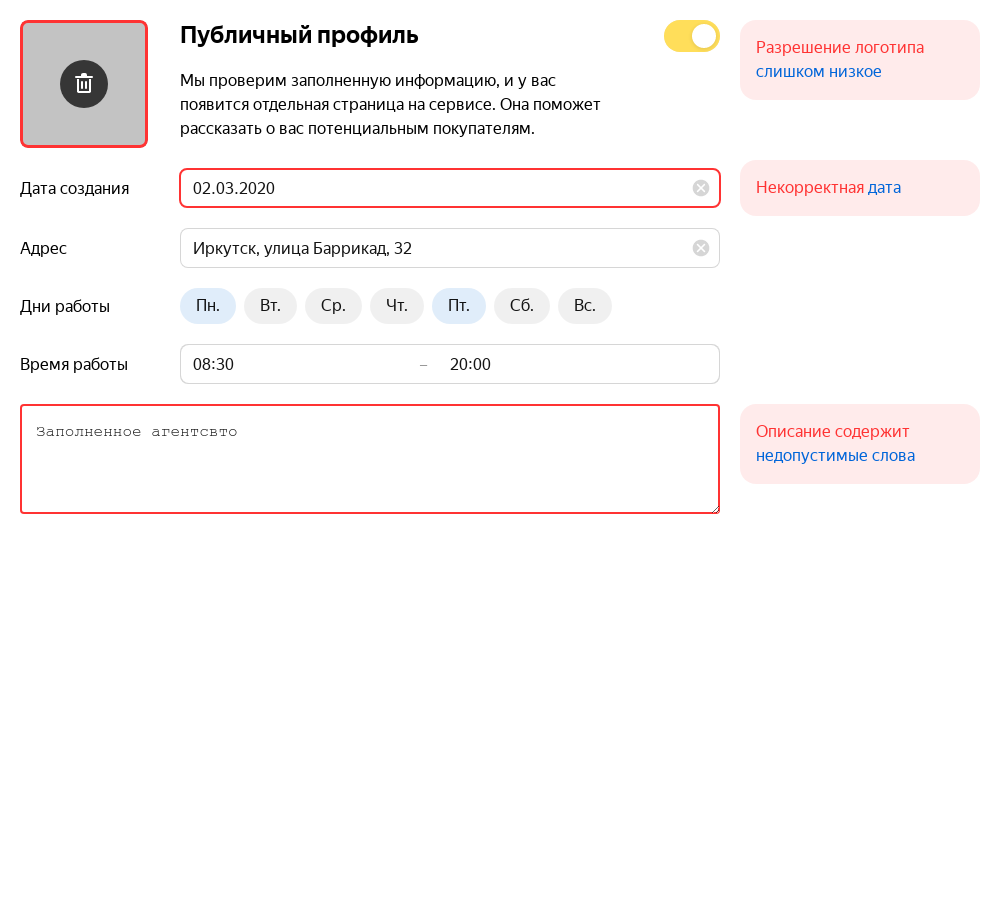 Публичный профиль
Мы проверим заполненную информацию, и у вас
появится отдельная страница на сервисе. Она поможет
рассказать о вас потенциальным покупателям.
Разрешение логотипа
слишком низкое
Дата создания 02.03.2020
Некорректная дата
Адрес Иркутск, улица Баррикад, 32
Дни работы Пн. Вт. Ср. Чт. Пт. Сб. Вс.
Время работы 08:30 – 20:00
Заполненное агентсвто
Описание содержит
недопустимые слова